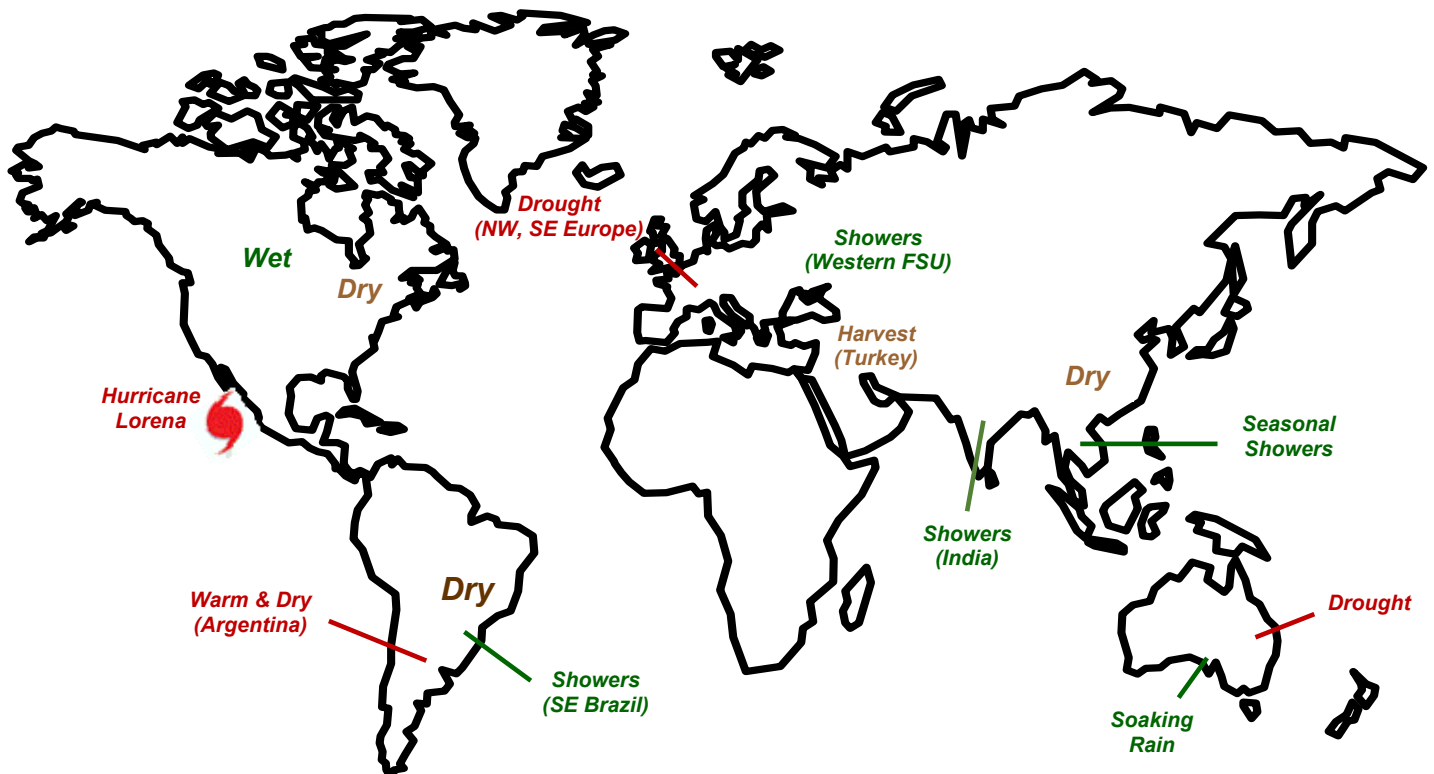 Drought
(NW, SE Europe)
Showers
(Western FSU)
Wet
Dry
Harvest
(Turkey)
Dry
Hurricane
Lorena
Seasonal
Showers
Showers
(India)
Dry
Warm & Dry
(Argentina)
Drought
Showers
(SE Brazil)
Soaking
Rain